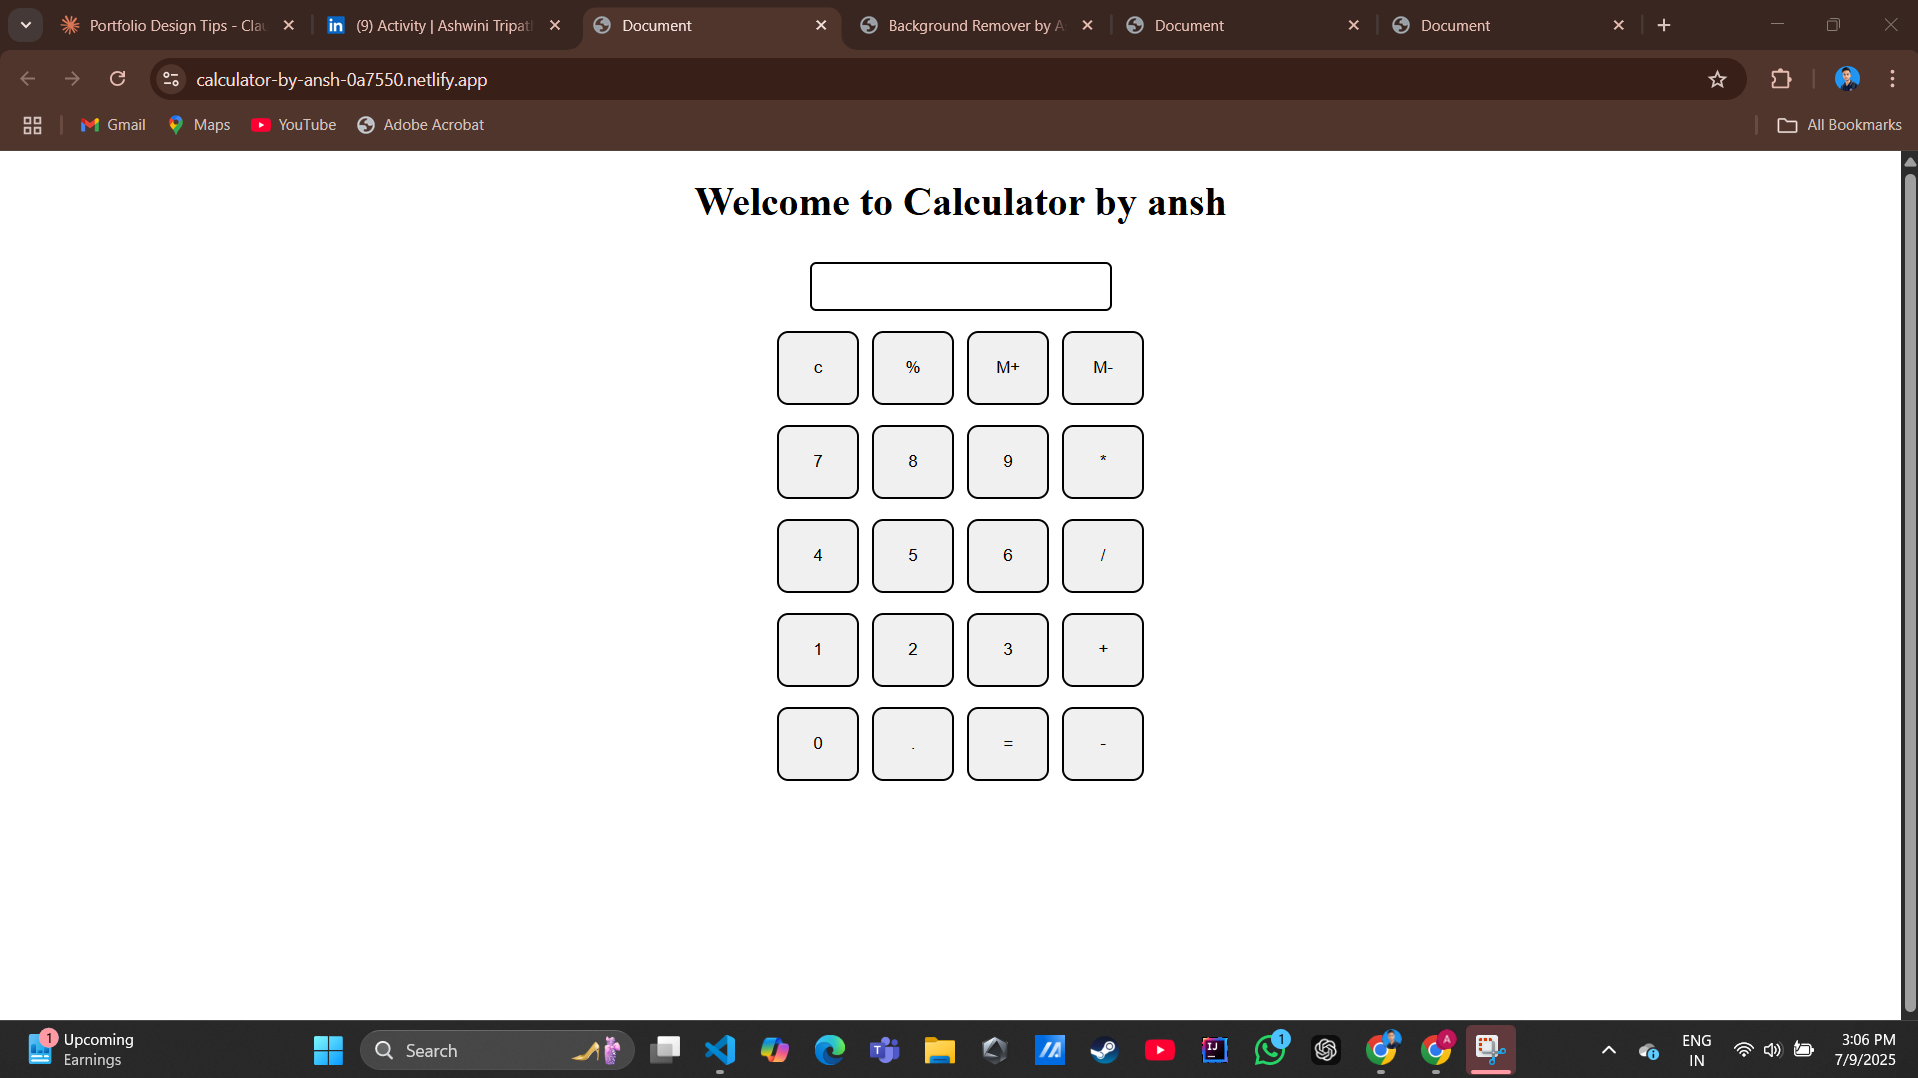 Portfolio Design Tips - Cla
(9) Activity | Ashwini Tripat
Document
Background Remover by A
Document
Document
calculator-by-ansh-0a7550.netlify.app
Gmail
Maps
YouTube
Adobe Acrobat
All Bookmarks
Welcome to Calculator by ansh
c % M+ M-
7 8 9 *
4 5 6 /
1 2 3 +
0 . = -
1
Upcoming
Earnings
Search
1
A
ENG
IN
3:06 PM
7/9/2025